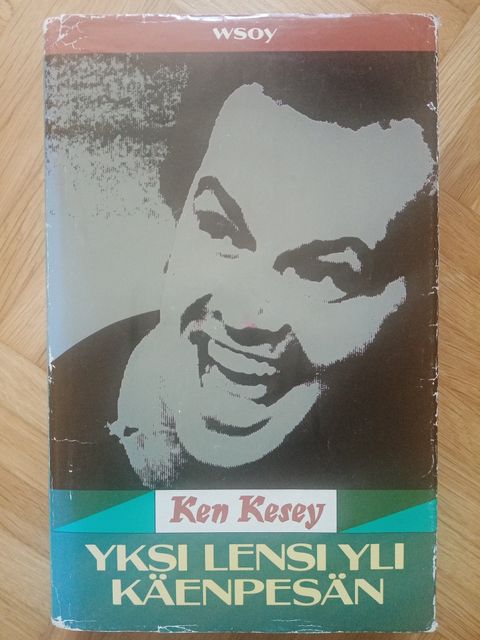 wsoy
Ken Kesey
YKSI LENSI YLI
KÄENPESÄN